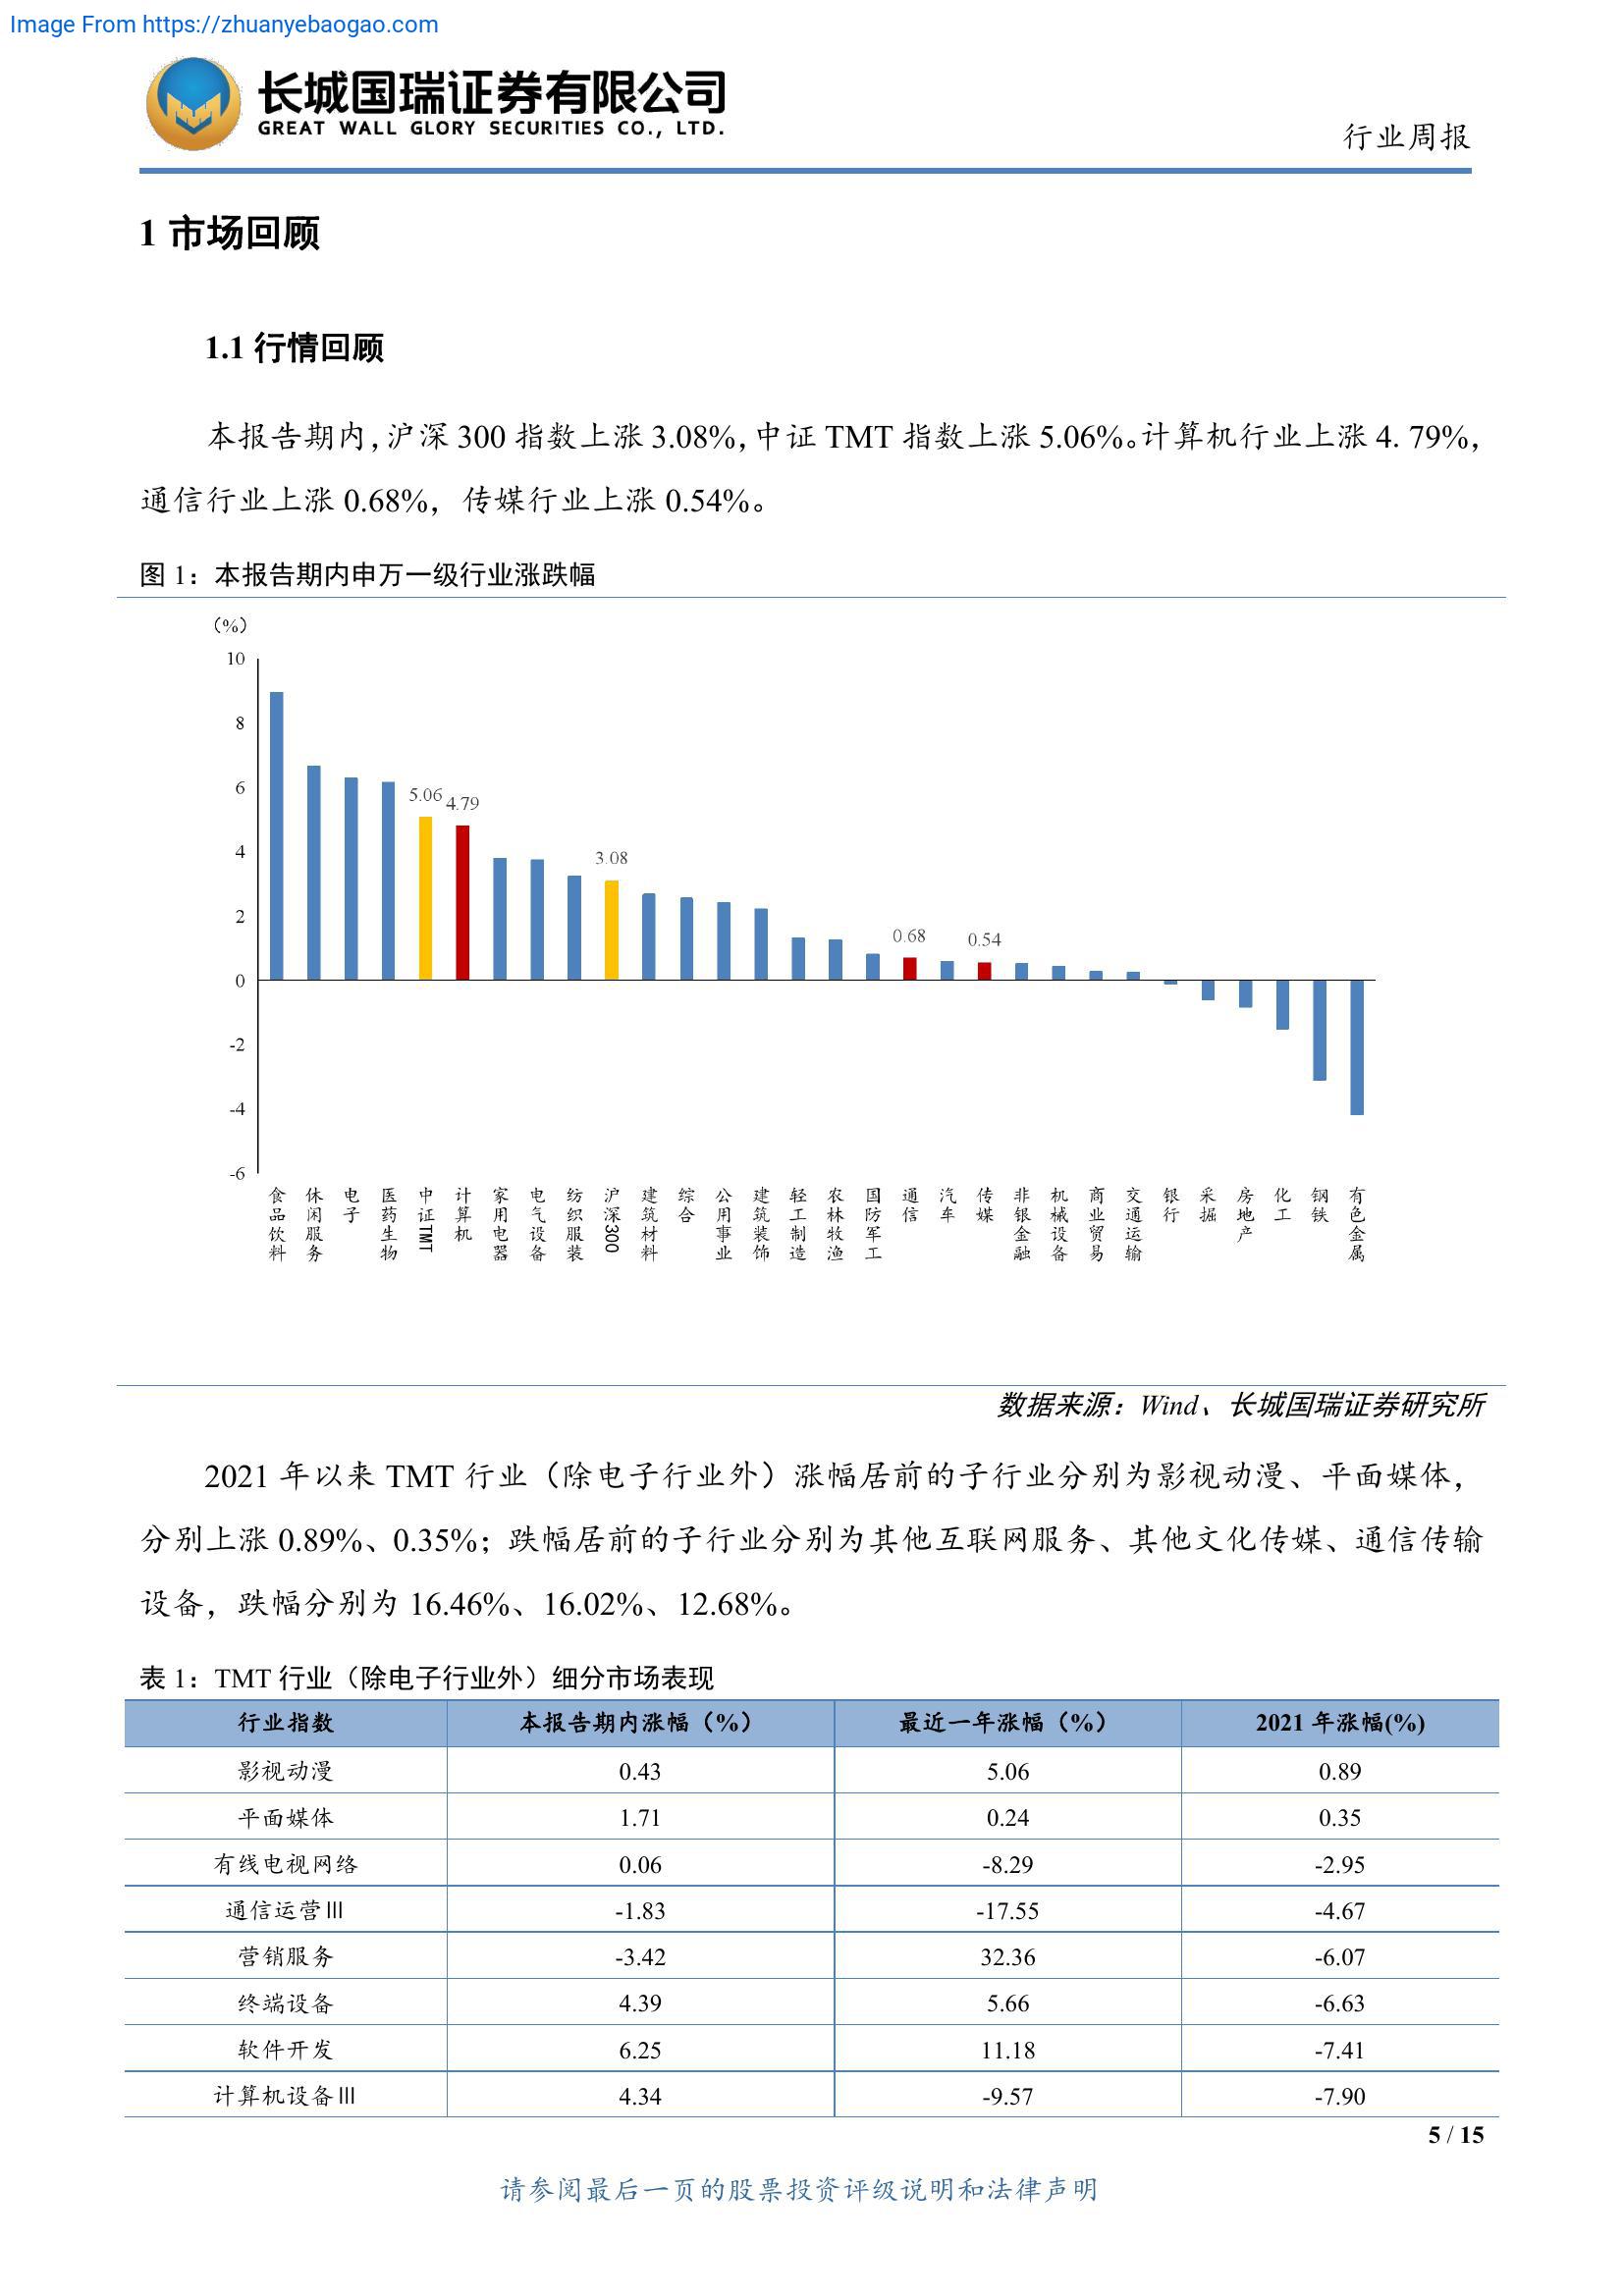 Image From https://zhuanyebaogao.com
长城国瑞证券有限公司
GREAT WALL GLORY SECURITIES CO., LTD.
行业周报
1 市场回顾
1.1 行情回顾
本报告期内，沪深 300 指数上涨 3.08%，中证 TMT 指数上涨 5.06%。计算机行业上涨 4. 79%，
通信行业上涨 0.68%，传媒行业上涨 0.54%。
图 1：本报告期内申万一级行业涨跌幅
（%）
10
8
6
4
2
0
-2
-4
-6
5.06
4.79
3.08
0.68
0.54
食品饮料
休闲服务
电子
医药生物
中证TMT
计算机
家用电器
电气设备
纺织服装
沪深300
建筑材料
综合
公用事业
建筑装饰
轻工制造
农林牧渔
国防军工
通信
汽车
传媒
非银金融
机械设备
商业贸易
交通运输
银行
采掘
房地产
化工
钢铁
有色金属
数据来源：Wind、长城国瑞证券研究所
2021 年以来 TMT 行业（除电子行业外）涨幅居前的子行业分别为影视动漫、平面媒体，
分别上涨 0.89%、0.35%；跌幅居前的子行业分别为其他互联网服务、其他文化传媒、通信传输
设备，跌幅分别为 16.46%、16.02%、12.68%。
表 1：TMT 行业（除电子行业外）细分市场表现
行业指数 本报告期内涨幅（%） 最近一年涨幅（%） 2021 年涨幅(%)
影视动漫 0.43 5.06 0.89
平面媒体 1.71 0.24 0.35
有线电视网络 0.06 -8.29 -2.95
通信运营Ⅲ -1.83 -17.55 -4.67
营销服务 -3.42 32.36 -6.07
终端设备 4.39 5.66 -6.63
软件开发 6.25 11.18 -7.41
计算机设备Ⅲ 4.34 -9.57 -7.90
5 / 15
请参阅最后一页的股票投资评级说明和法律声明